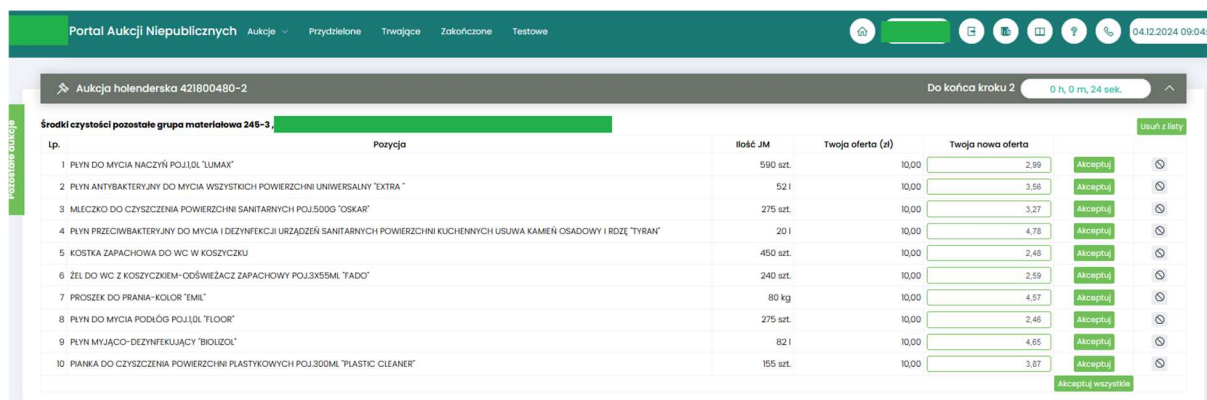 Portal Aukcji Niepublicznych Aukcje Przydzielone Trwające Zakończone Testowe 04.12.2024 09:04:
Aukcja holenderska 421800480-2 Do końca kroku 2 0 h, 0 m, 24 sek.
Pozostałe aukcje
Środki czystości pozostałe grupa materiałowa 245-3, Usuń z listy
Lp. Pozycja Ilość JM Twoja oferta (zł) Twoja nowa oferta
1 PŁYN DO MYCIA NACZYŃ POJ.1,0L "LUMAX" 590 szt. 10,00 2,99 Akceptuj
2 PŁYN ANTYBAKTERYJNY DO MYCIA WSZYSTKICH POWIERZCHNI UNIWERSALNY "EXTRA " 52 l 10,00 3,56 Akceptuj
3 MLECZKO DO CZYSZCZENIA POWIERZCHNI SANITARNYCH POJ.500G "OSKAR" 275 szt. 10,00 3,27 Akceptuj
4 PŁYN PRZECIWBAKTERYJNY DO MYCIA I DEZYNFEKCJI URZĄDZEŃ SANITARNYCH POWIERZCHNI KUCHENNYCH USUWA KAMIEŃ OSADOWY I RDZĘ "TYRAN" 20 l 10,00 4,78 Akceptuj
5 KOSTKA ZAPACHOWA DO WC W KOSZYCZKU 450 szt. 10,00 2,48 Akceptuj
6 ŻEL DO WC Z KOSZYCZKIEM-ODŚWIEŻACZ ZAPACHOWY POJ.3X55ML "FADO" 240 szt. 10,00 2,59 Akceptuj
7 PROSZEK DO PRANIA-KOLOR "EMIL" 80 kg 10,00 4,57 Akceptuj
8 PŁYN DO MYCIA PODŁÓG POJ.1,0L "FLOOR" 275 szt. 10,00 2,46 Akceptuj
9 PŁYN MYJĄCO-DEZYNFEKUJĄCY "BIOLIZOL" 82 l 10,00 4,65 Akceptuj
10 PIANKA DO CZYSZCZENIA POWIERZCHNI PLASTYKOWYCH POJ.300ML "PLASTIC CLEANER" 155 szt. 10,00 3,87 Akceptuj
Akceptuj wszystkie